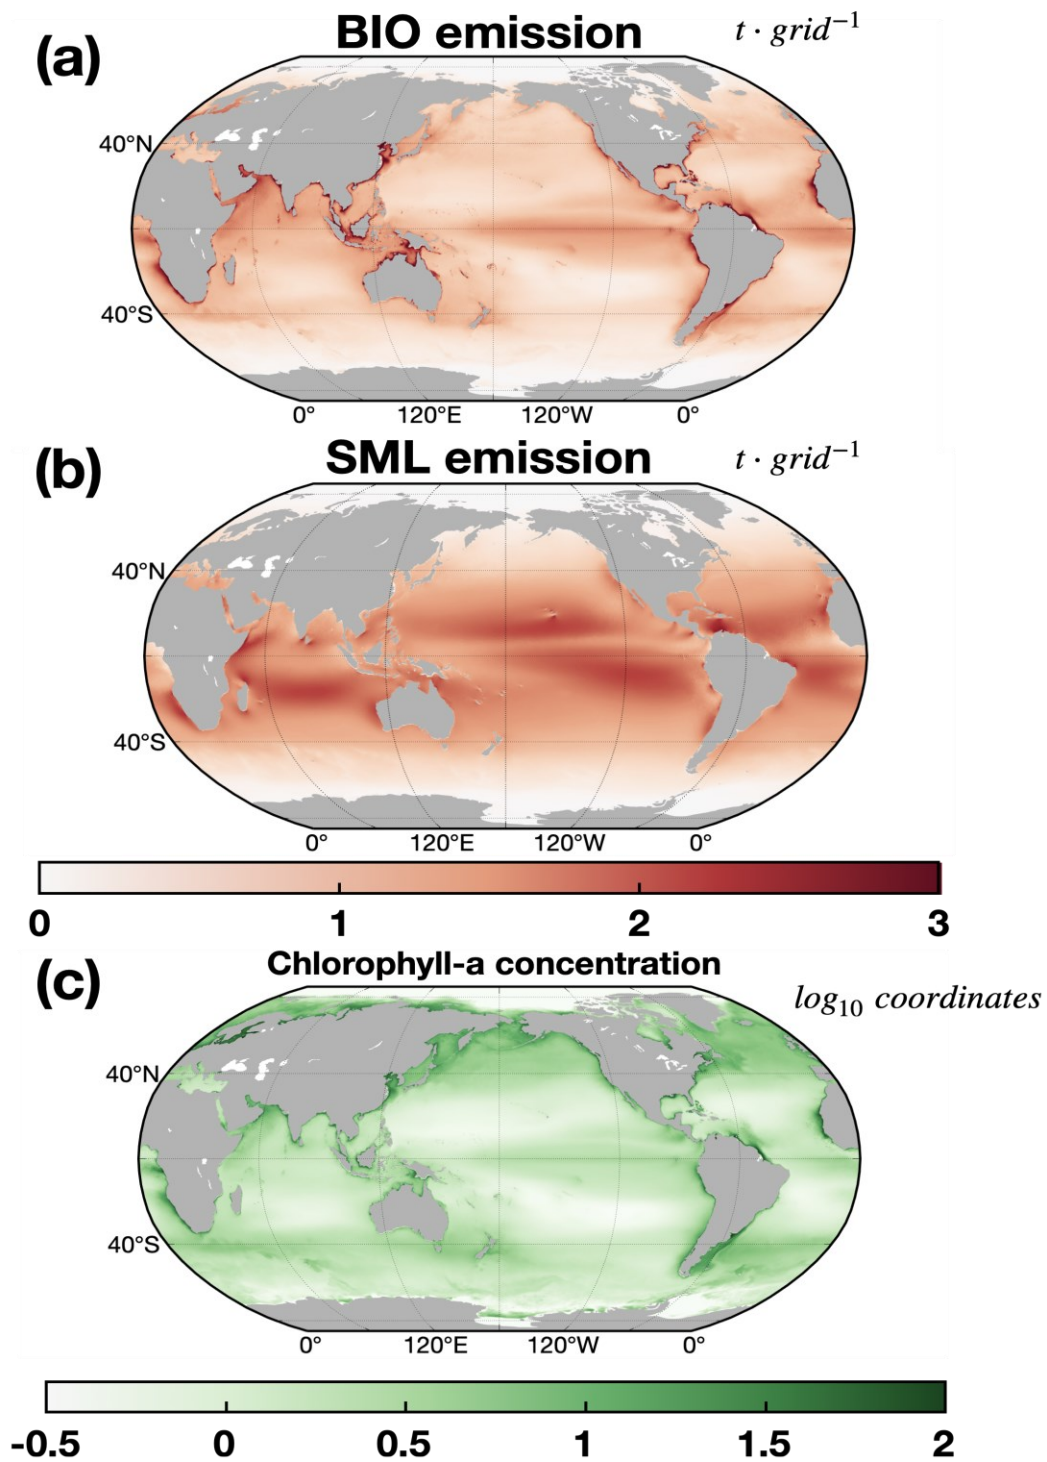 (a)
BIO emission
t · grid⁻¹
40°N
40°S
0° 120°E 120°W 0°
(b)
SML emission
t · grid⁻¹
40°N
40°S
0° 120°E 120°W 0°
0 1 2 3
(c)
Chlorophyll-a concentration
log₁₀ coordinates
40°N
40°S
0° 120°E 120°W 0°
-0.5 0 0.5 1 1.5 2